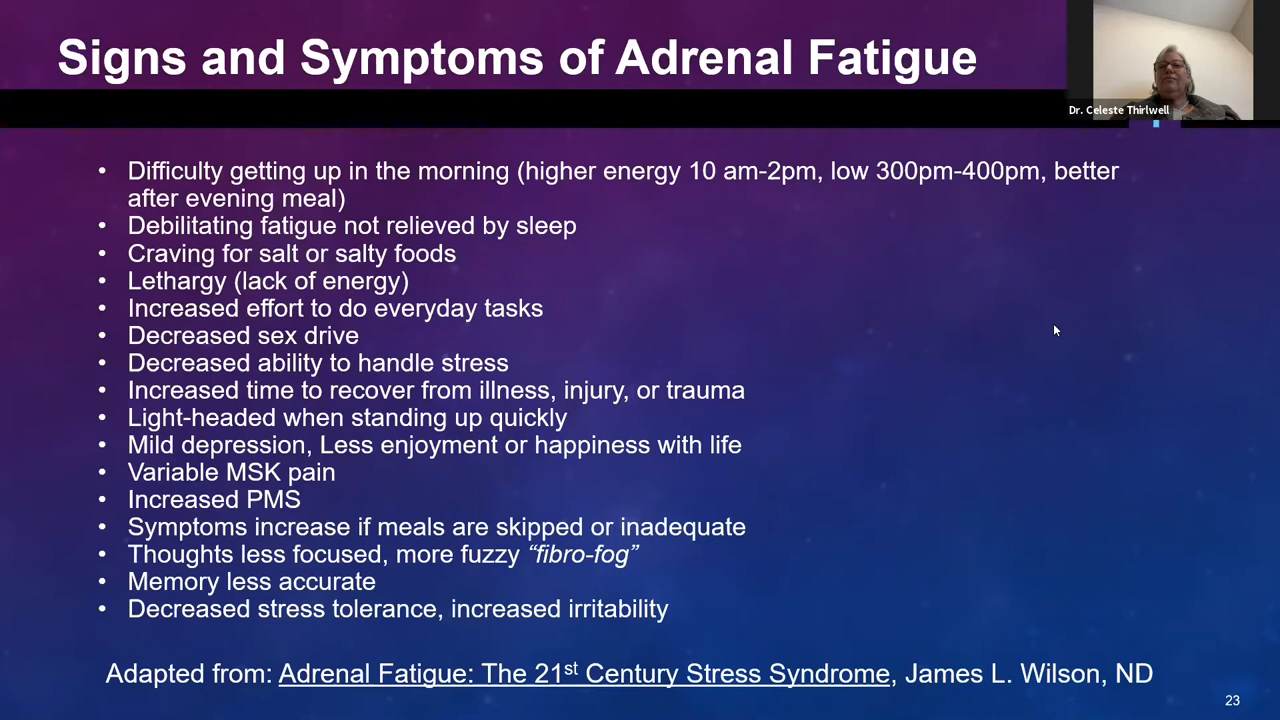 Signs and Symptoms of Adrenal Fatigue
Dr. Celeste Thirlwell
• Difficulty getting up in the morning (higher energy 10 am-2pm, low 300pm-400pm, better
after evening meal)
• Debilitating fatigue not relieved by sleep
• Craving for salt or salty foods
• Lethargy (lack of energy)
• Increased effort to do everyday tasks
• Decreased sex drive
• Decreased ability to handle stress
• Increased time to recover from illness, injury, or trauma
• Light-headed when standing up quickly
• Mild depression, Less enjoyment or happiness with life
• Variable MSK pain
• Increased PMS
• Symptoms increase if meals are skipped or inadequate
• Thoughts less focused, more fuzzy “fibro-fog”
• Memory less accurate
• Decreased stress tolerance, increased irritability
Adapted from: Adrenal Fatigue: The 21st Century Stress Syndrome, James L. Wilson, ND
23